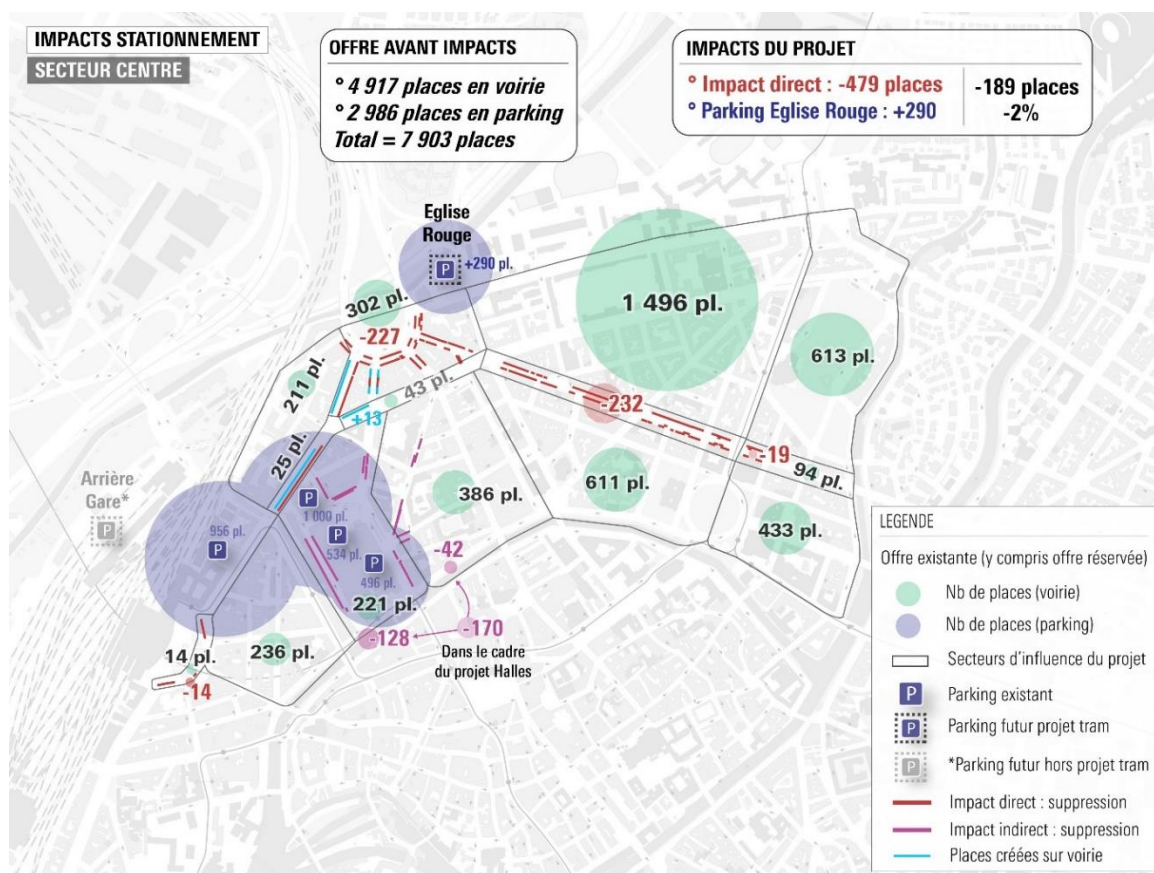 IMPACTS STATIONNEMENT
SECTEUR CENTRE
OFFRE AVANT IMPACTS
° 4 917 places en voirie
° 2 986 places en parking
Total = 7 903 places
IMPACTS DU PROJET
° Impact direct : -479 places
° Parking Eglise Rouge : +290
-189 places
-2%
Eglise
Rouge
P
+290 pl.
302 pl.
1 496 pl.
-227
613 pl.
211 pl.
43 pl.
+13
-232
-19
94 pl.
25 pl.
Arrière
Gare*
P
386 pl.
611 pl.
433 pl.
956 pl.
P
P
1 000 pl.
P
534 pl.
P
496 pl.
221 pl.
-42
-128
-170
Dans le cadre
du projet Halles
14 pl.
236 pl.
-14
LEGENDE
Offre existante (y compris offre réservée)
Nb de places (voirie)
Nb de places (parking)
Secteurs d'influence du projet
P
Parking existant
P
Parking futur projet tram
P
*Parking futur hors projet tram
Impact direct : suppression
Impact indirect : suppression
Places créées sur voirie